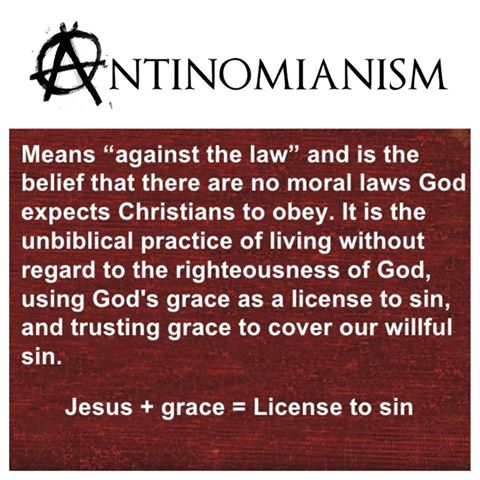 ANTINOMIANISM
Means “against the law” and is the
belief that there are no moral laws God
expects Christians to obey. It is the
unbiblical practice of living without
regard to the righteousness of God,
using God's grace as a license to sin,
and trusting grace to cover our willful
sin.
Jesus + grace = License to sin